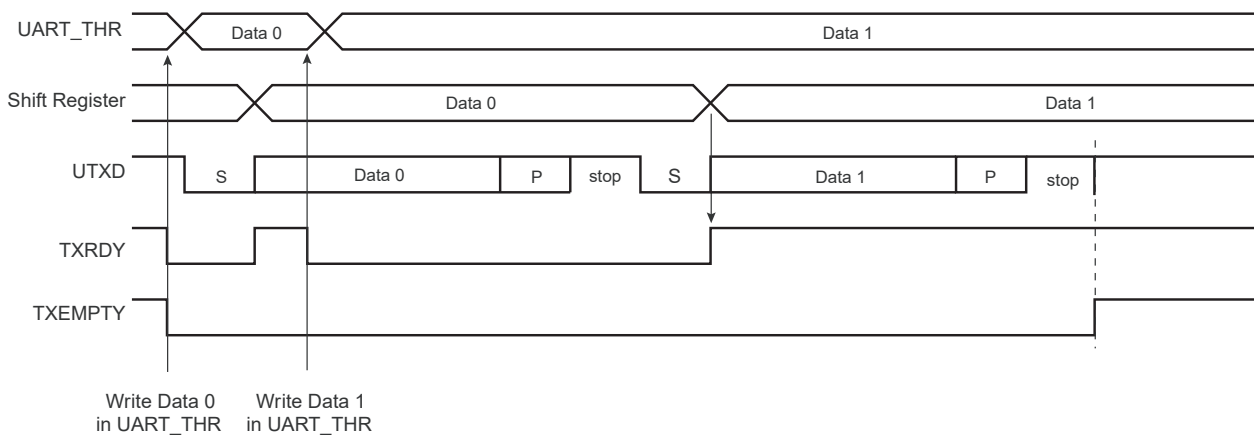 UART_THR
Data 0
Data 1
Shift Register
Data 0
Data 1
UTXD
S
Data 0
P
stop
S
Data 1
P
stop
TXRDY
TXEMPTY
Write Data 0
in UART_THR
Write Data 1
in UART_THR